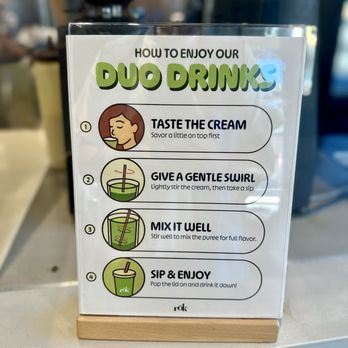 HOW TO ENJOY OUR
DUO DRINKS
1
TASTE THE CREAM
Savor a little on top first
2
GIVE A GENTLE SWIRL
Lightly stir the cream, then take a sip
3
MIX IT WELL
Stir well to mix the puree for full flavor.
4
SIP & ENJOY
Pop the lid on and drink it down!
rōk